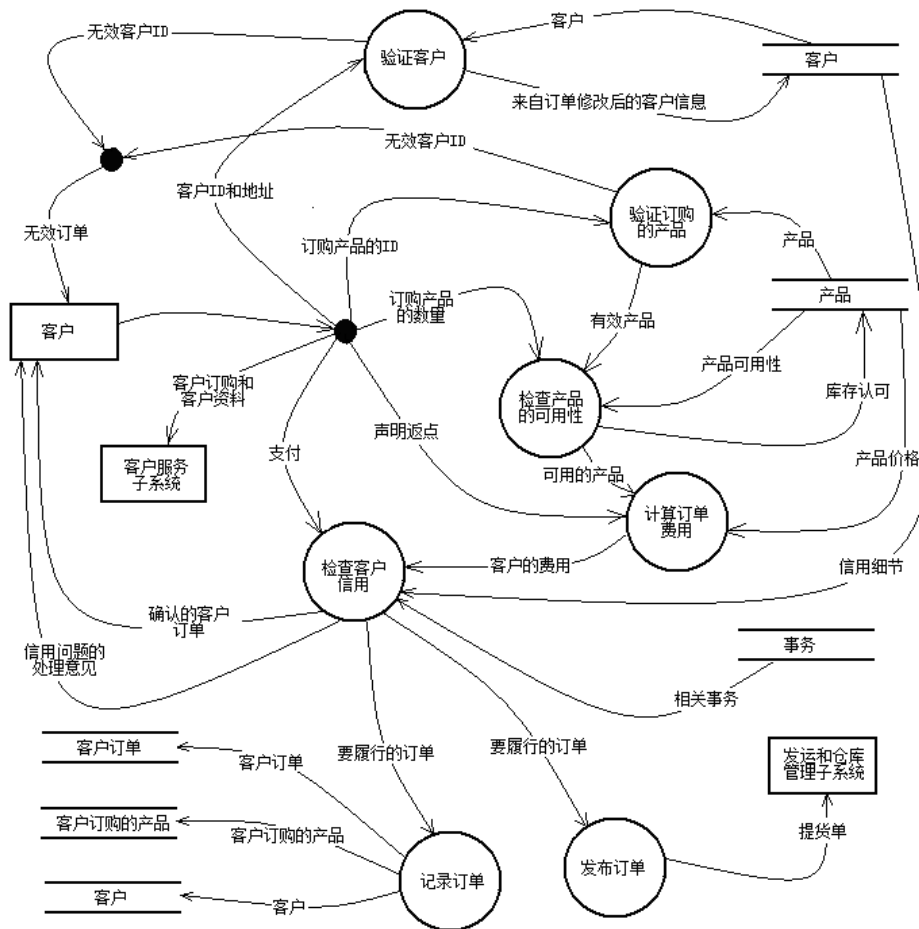 无效客户ID
客户
验证客户
客户
来自订单修改后的客户信息
无效客户ID
客户ID和地址
验证订购
的产品
无效订单
订购产品的ID
产品
订购产品
的数量
产品
客户
有效产品
产品可用性
客户订购和
客户资料
检查产品
的可用性
库存认可
声明返点
支付
产品价格
客户服务
子系统
可用的产品
计算订单
费用
检查客户
信用
客户的费用
信用细节
确认的客户
订单
信用问题的
处理意见
事务
相关事务
客户订单
客户订单
要履行的订单
要履行的订单
发运和仓库
管理子系统
客户订购的产品
客户订购的产品
提货单
记录订单
发布订单
客户
客户